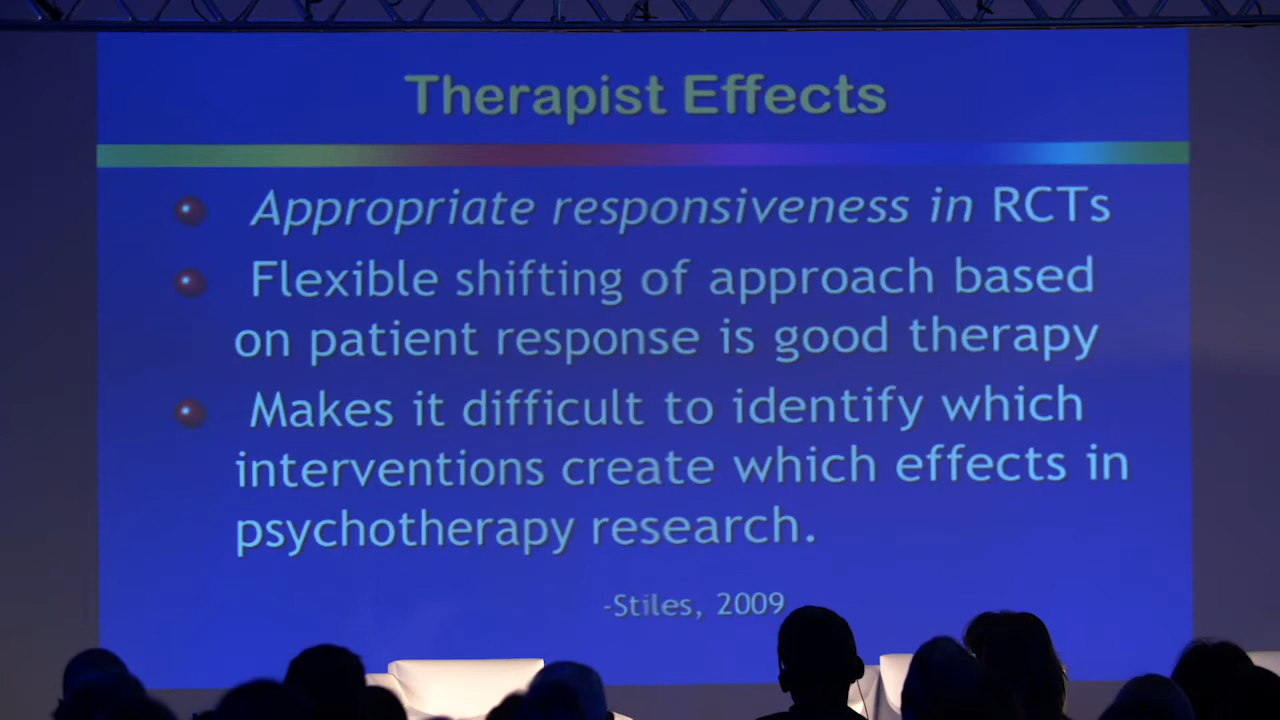 Therapist Effects
Appropriate responsiveness in RCTs
Flexible shifting of approach based
on patient response is good therapy
Makes it difficult to identify which
interventions create which effects in
psychotherapy research.
-Stiles, 2009